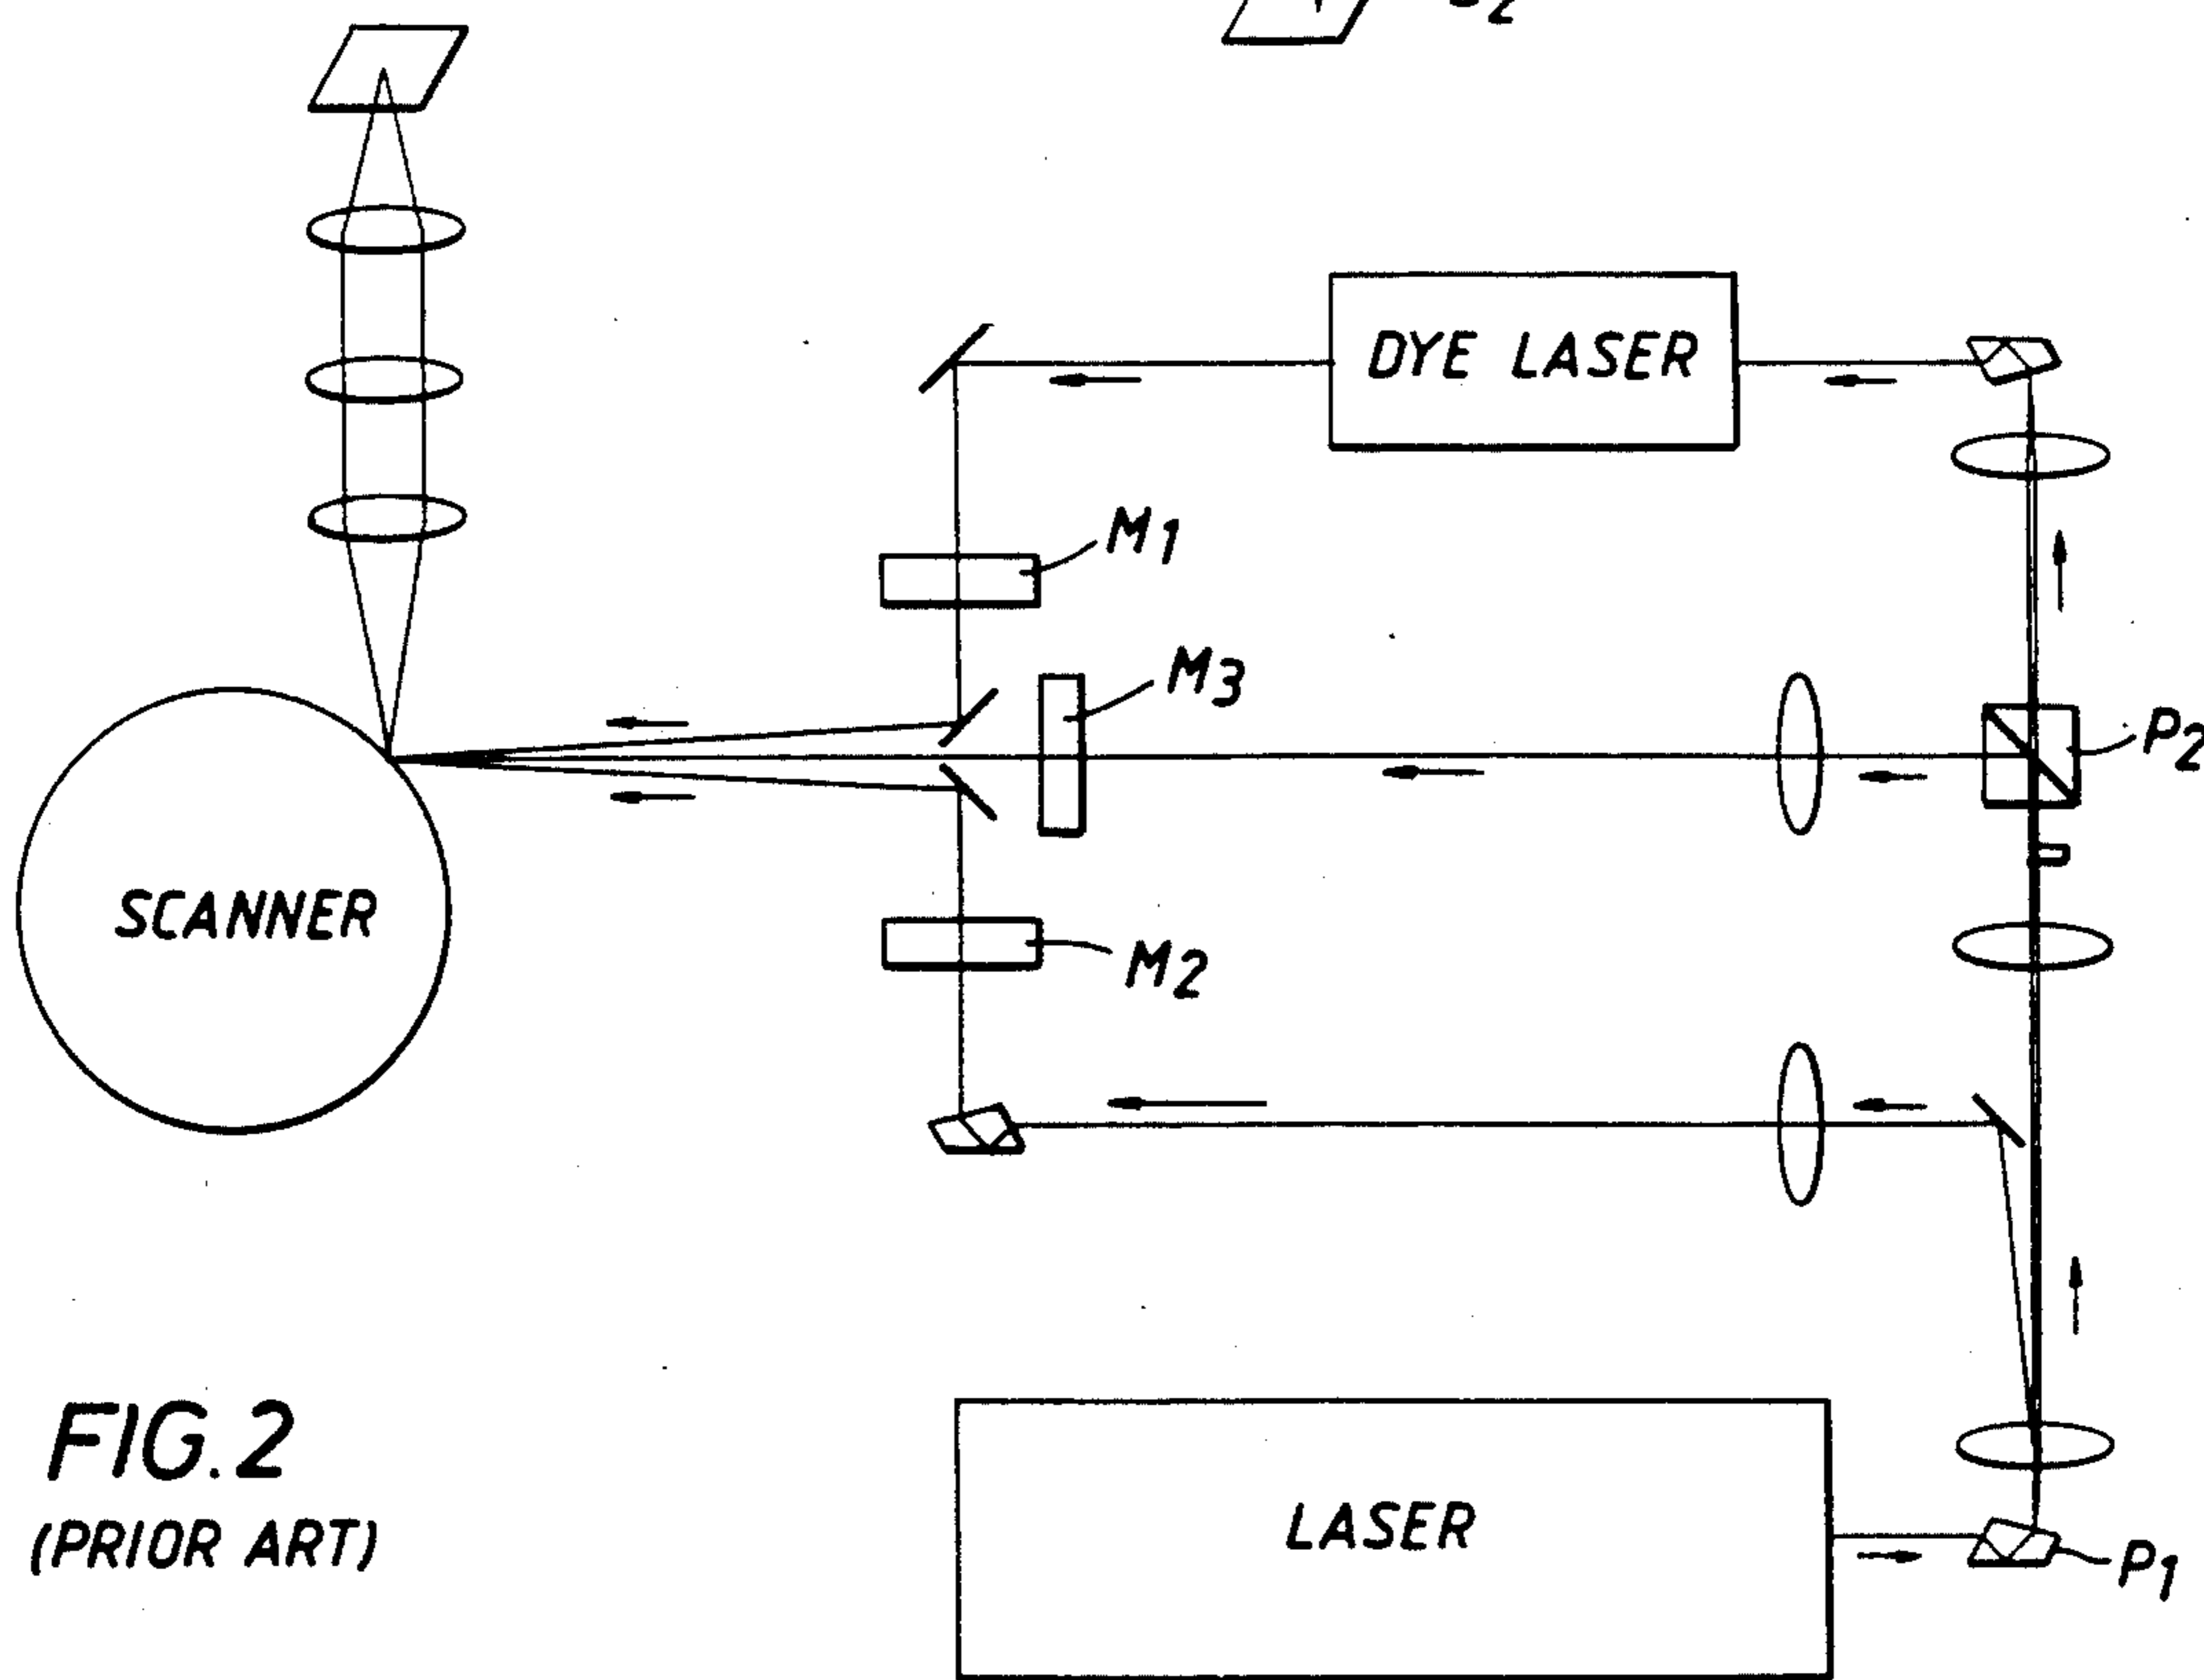 DYE LASER
M1
M3
P2
SCANNER
M2
FIG.2
(PRIOR ART)
LASER
P1